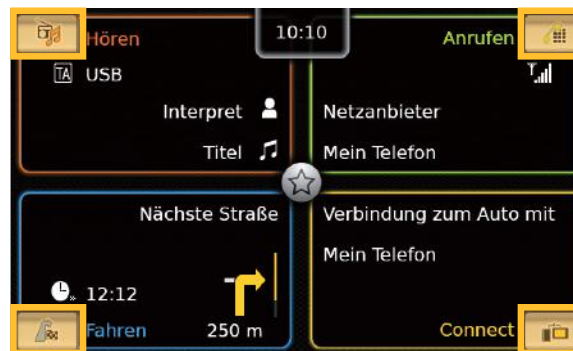 Hören
10:10
Anrufen
TA USB
Interpret
Netzanbieter
Titel
Mein Telefon
Nächste Straße
Verbindung zum Auto mit
Mein Telefon
12:12
Fahren
250 m
Connect